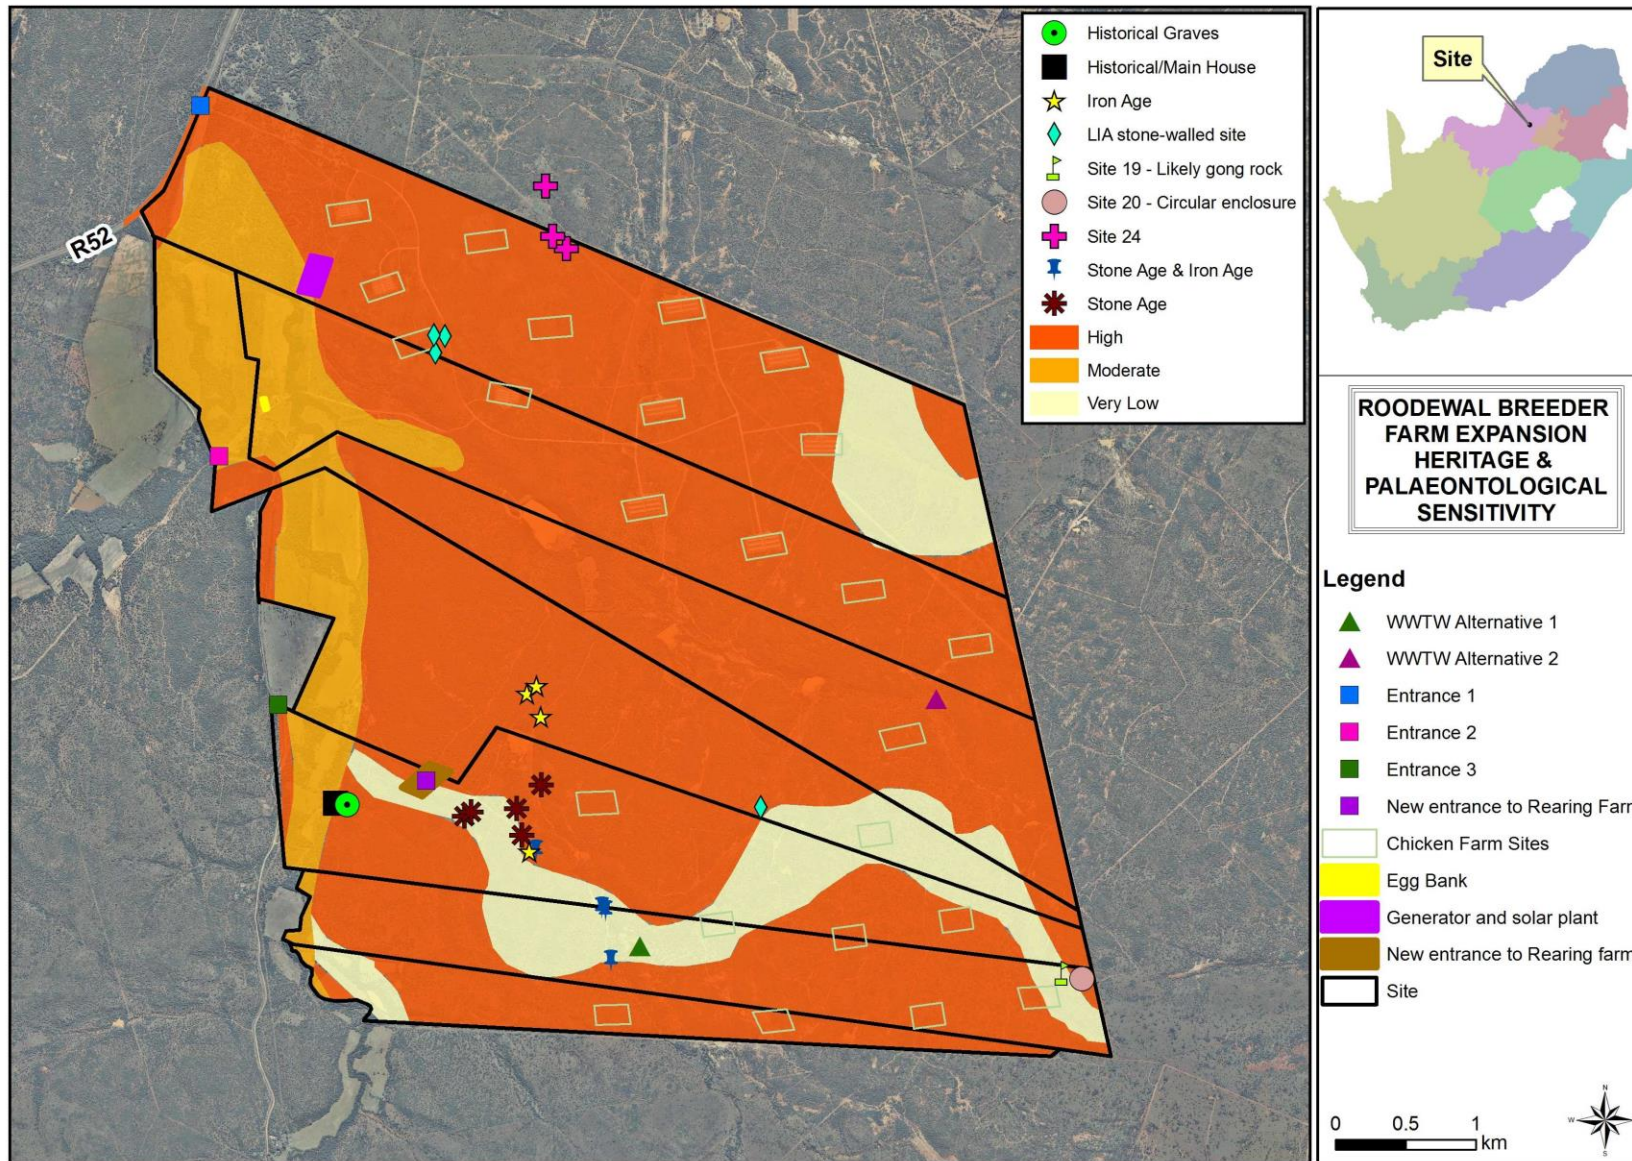 Historical Graves
Historical/Main House
Iron Age
LIA stone-walled site
Site 19 - Likely gong rock
Site 20 - Circular enclosure
Site 24
Stone Age & Iron Age
Stone Age
High
Moderate
Very Low
R52
Site
ROODEWAL BREEDER
FARM EXPANSION
HERITAGE &
PALAEONTOLOGICAL
SENSITIVITY
Legend
WWTW Alternative 1
WWTW Alternative 2
Entrance 1
Entrance 2
Entrance 3
New entrance to Rearing Farm
Chicken Farm Sites
Egg Bank
Generator and solar plant
New entrance to Rearing farm
Site
0 0.5 1
km
N
W
S